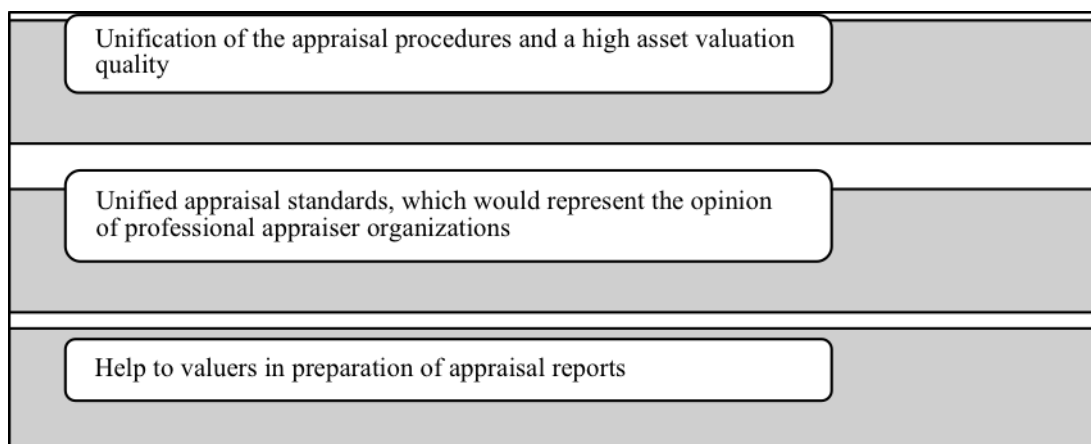 Unification of the appraisal procedures and a high asset valuation
quality
Unified appraisal standards, which would represent the opinion
of professional appraiser organizations
Help to valuers in preparation of appraisal reports